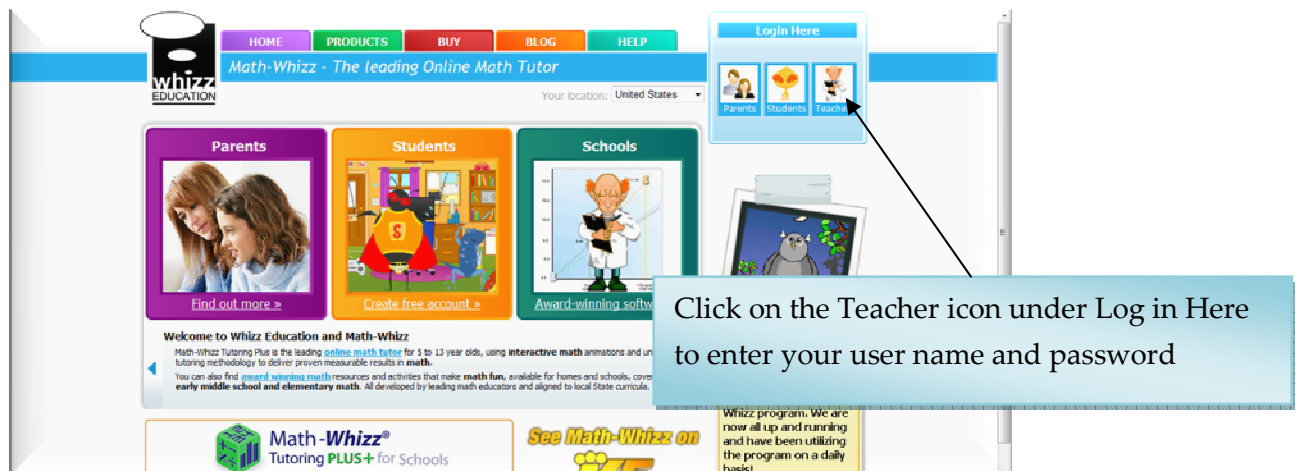 HOME PRODUCTS BUY BLOG HELP
Login Here
whizz
EDUCATION
Math-Whizz - The leading Online Math Tutor
Your location: United States
Parents Students Teache
Parents
Students
Schools
S
Find out more »
Create free account »
Award-winning softw
Click on the Teacher icon under Log in Here
to enter your user name and password
Welcome to Whizz Education and Math-Whizz
Math-Whizz Tutoring Plus is the leading online math tutor for 5 to 13 year olds, using interactive math animations and un
tutoring methodology to deliver proven measurable results in math.
You can also find award winning math resources and activities that make math fun, available for homes and schools, cove
early middle school and elementary math. All developed by leading math educators and aligned to local State curricula.
Math-Whizz®
Tutoring PLUS+ for Schools
See Math-Whizz on
Whizz program. We are
now all up and running
and have been utilizing
the program on a daily
basis!